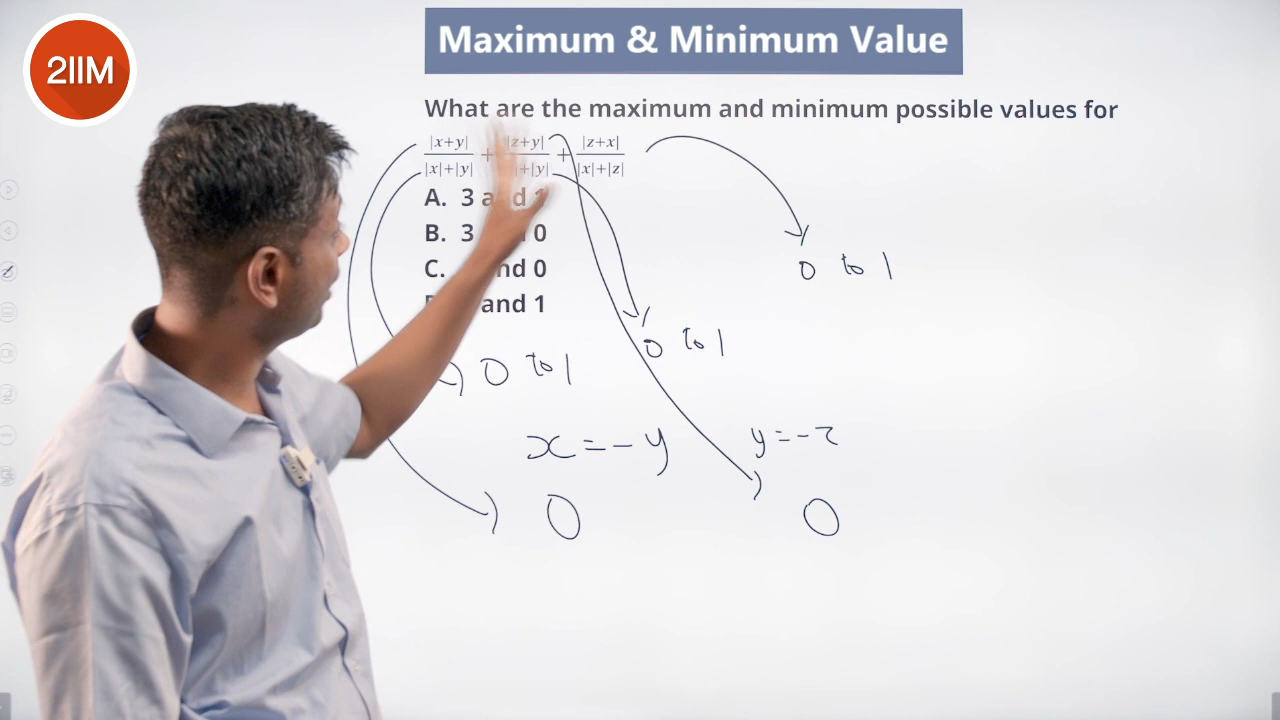 2IIM
Maximum & Minimum Value
What are the maximum and minimum possible values for
|x+y| |z+y| |z+x|
+ +
|x|+|y| +|y| |x|+|z|
A. 3
B. 3 0
C. and 0
and 1
0 to 1
0 to 1
0 to 1
x = -y y = -z
0 0